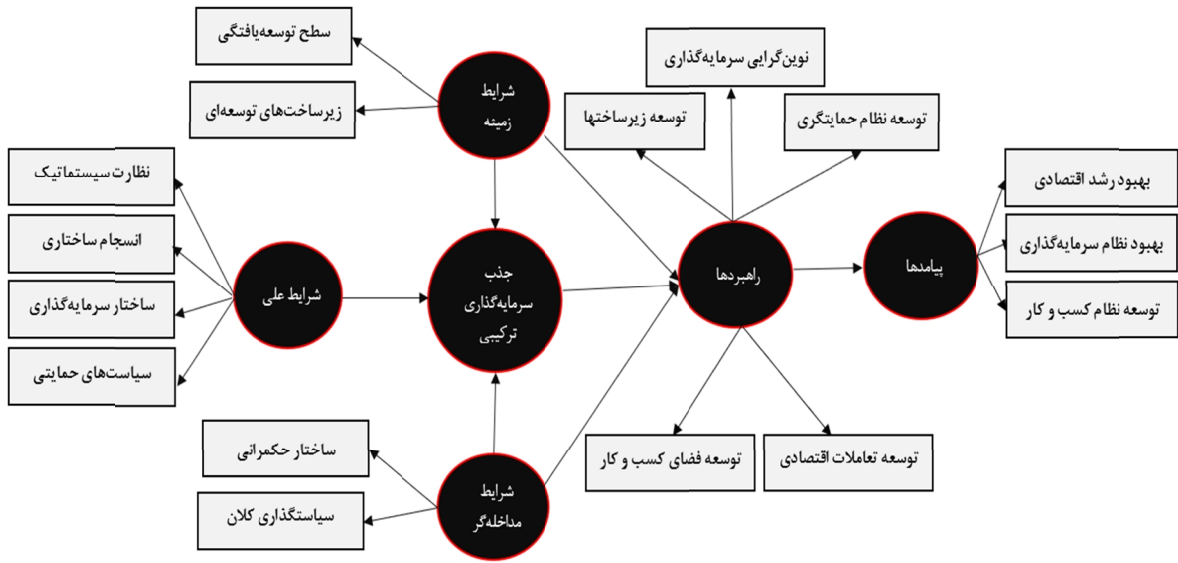 سطح توسعه‌یافتگی
زیرساخت‌های توسعه‌ای
شرایط
زمینه
نوین‌گرایی سرمایه‌گذاری
توسعه نظام حمایتگری
توسعه زیرساختها
نظارت سیستماتیک
انسجام ساختاری
ساختار سرمایه‌گذاری
سیاست‌های حمایتی
شرایط علی
جذب
سرمایه‌گذاری
ترکیبی
راهبردها
پیامدها
بهبود رشد اقتصادی
بهبود نظام سرمایه‌گذاری
توسعه نظام کسب و کار
ساختار حکمرانی
سیاستگذاری کلان
شرایط
مداخله‌گر
توسعه تعاملات اقتصادی
توسعه فضای کسب و کار